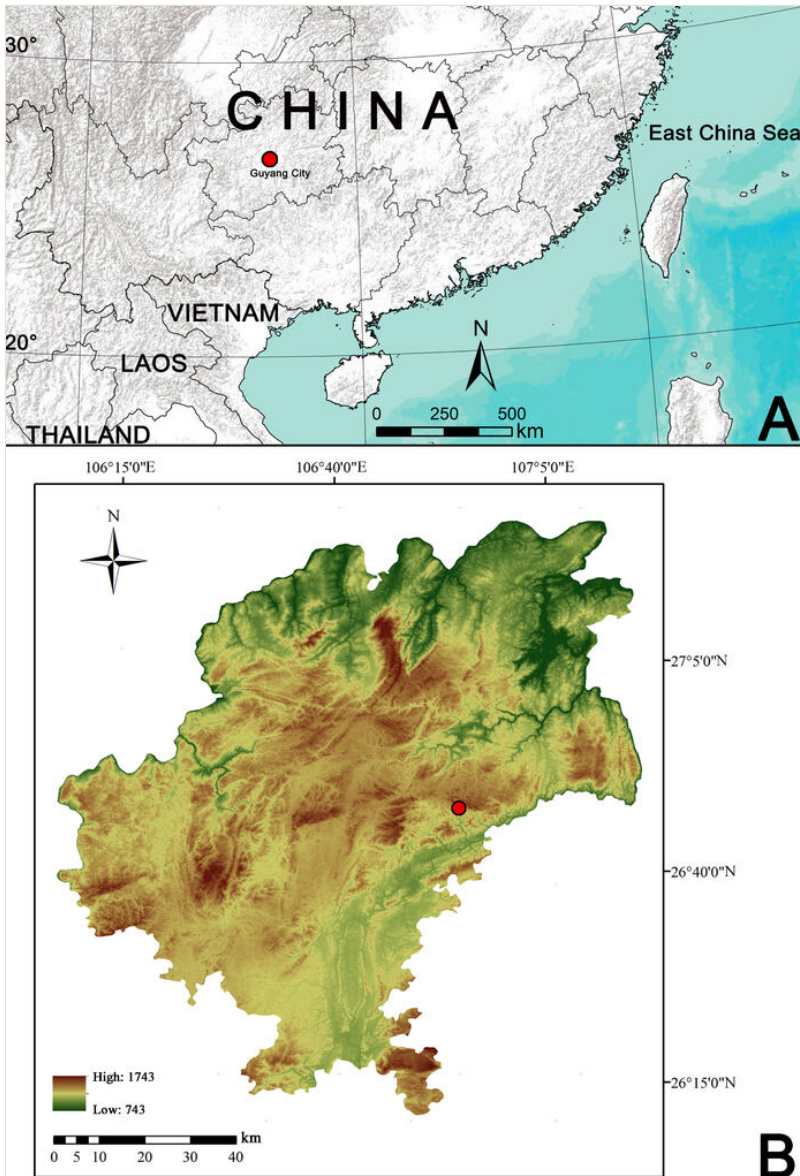 30°
CHINA
East China Sea
Guyang City
VIETNAM
20°
LAOS
N
0 250 500
km
THAILAND
A
106°15'0"E 106°40'0"E 107°5'0"E
N
27°5'0"N
26°40'0"N
26°15'0"N
High: 1743
Low: 743
km
0 5 10 20 30 40
B